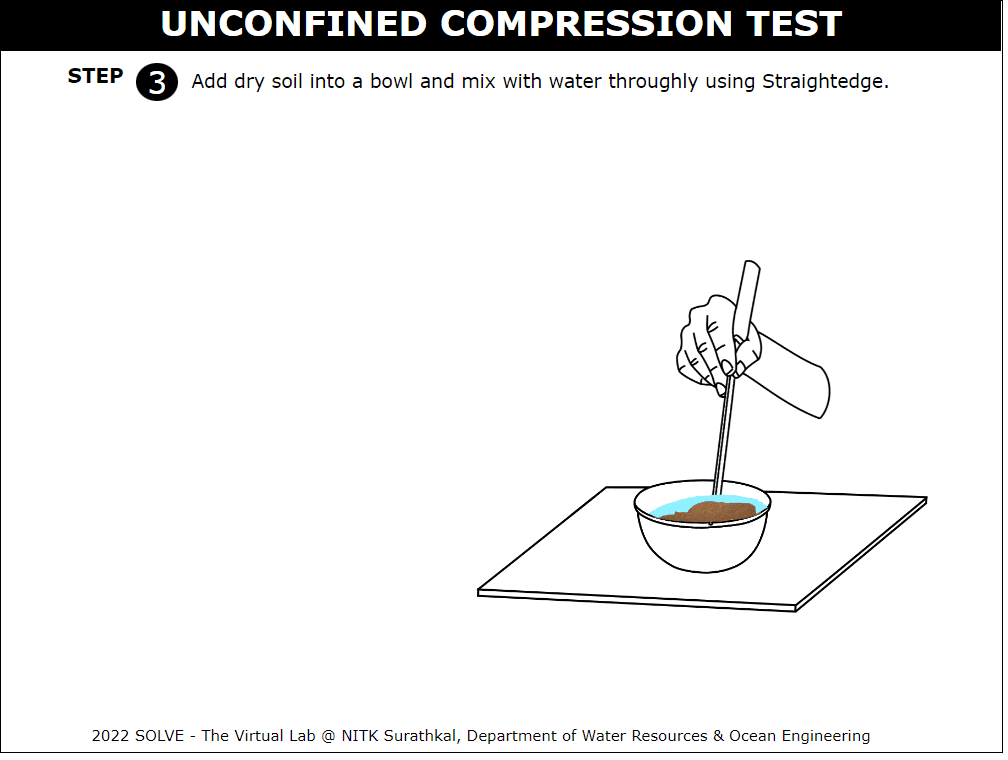 UNCONFINED COMPRESSION TEST
STEP 3 Add dry soil into a bowl and mix with water throughly using Straightedge.
2022 SOLVE - The Virtual Lab @ NITK Surathkal, Department of Water Resources & Ocean Engineering